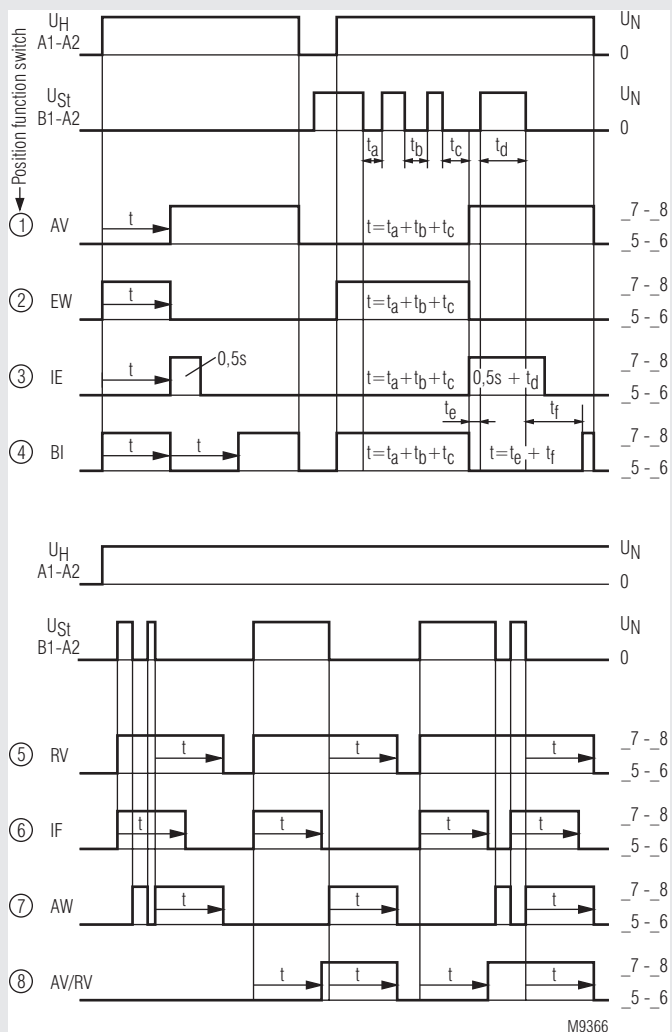 UH UN
A1-A2 0
Position function switch
USt UN
B1-A2 0
ta tb tc td
1 AV t t=ta+tb+tc _7 - _8
_5 - _6
2 EW t t=ta+tb+tc _7 - _8
_5 - _6
3 IE t 0,5s t=ta+tb+tc 0,5s + td _7 - _8
_5 - _6
te tf
4 BI t t t=ta+tb+tc t=te + tf _7 - _8
_5 - _6
UH UN
A1-A2 0
USt UN
B1-A2 0
5 RV t t t _7 - _8
_5 - _6
6 IF t t t t _7 - _8
_5 - _6
7 AW t t t _7 - _8
_5 - _6
8 AV/RV t t t t _7 - _8
_5 - _6
M9366